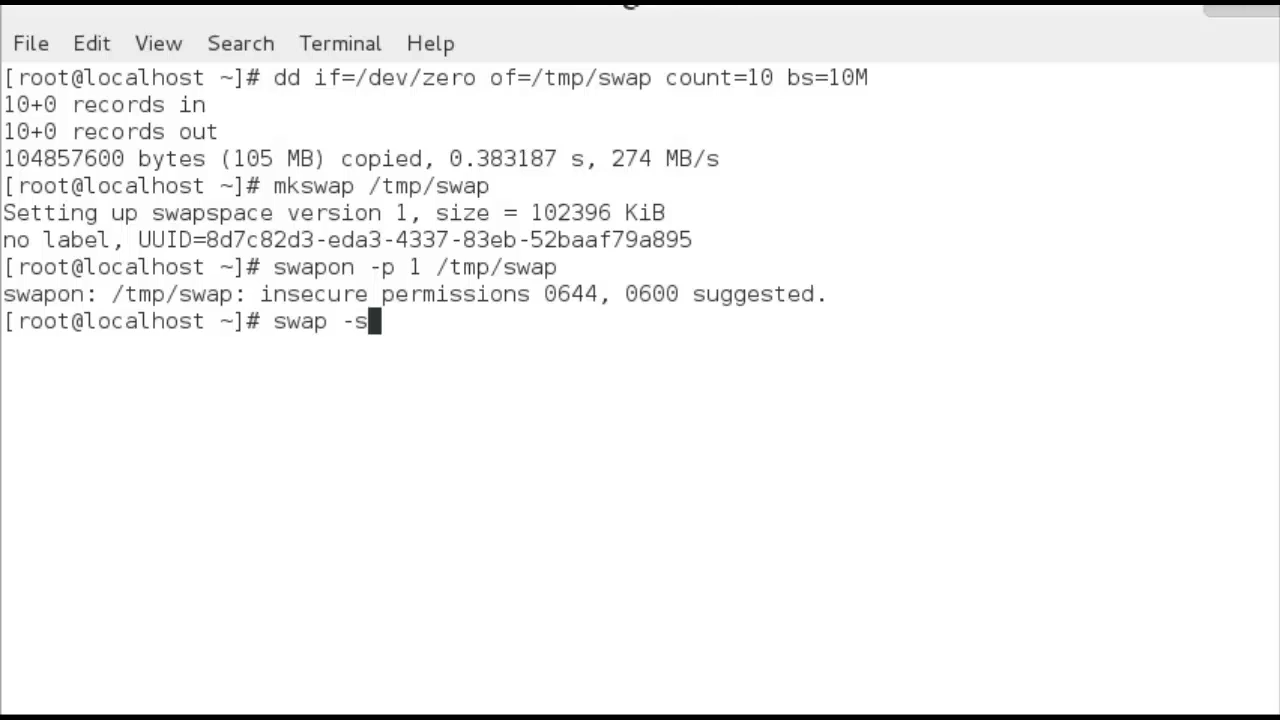 File Edit View Search Terminal Help
[root@localhost ~]# dd if=/dev/zero of=/tmp/swap count=10 bs=10M
10+0 records in
10+0 records out
104857600 bytes (105 MB) copied, 0.383187 s, 274 MB/s
[root@localhost ~]# mkswap /tmp/swap
Setting up swapspace version 1, size = 102396 KiB
no label, UUID=8d7c82d3-eda3-4337-83eb-52baaf79a895
[root@localhost ~]# swapon -p 1 /tmp/swap
swapon: /tmp/swap: insecure permissions 0644, 0600 suggested.
[root@localhost ~]# swap -s